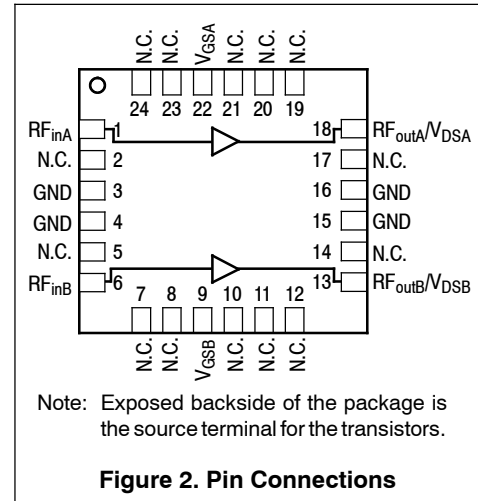 N.C. N.C. VGSA N.C. N.C. N.C.
24 23 22 21 20 19
RFinA 1 18 RFoutA/VDSA
N.C. 2 17 N.C.
GND 3 16 GND
GND 4 15 GND
N.C. 5 14 N.C.
RFinB 6 13 RFoutB/VDSB
7 8 9 10 11 12
N.C. N.C. VGSB N.C. N.C. N.C.
Note: Exposed backside of the package is
the source terminal for the transistors.
Figure 2. Pin Connections